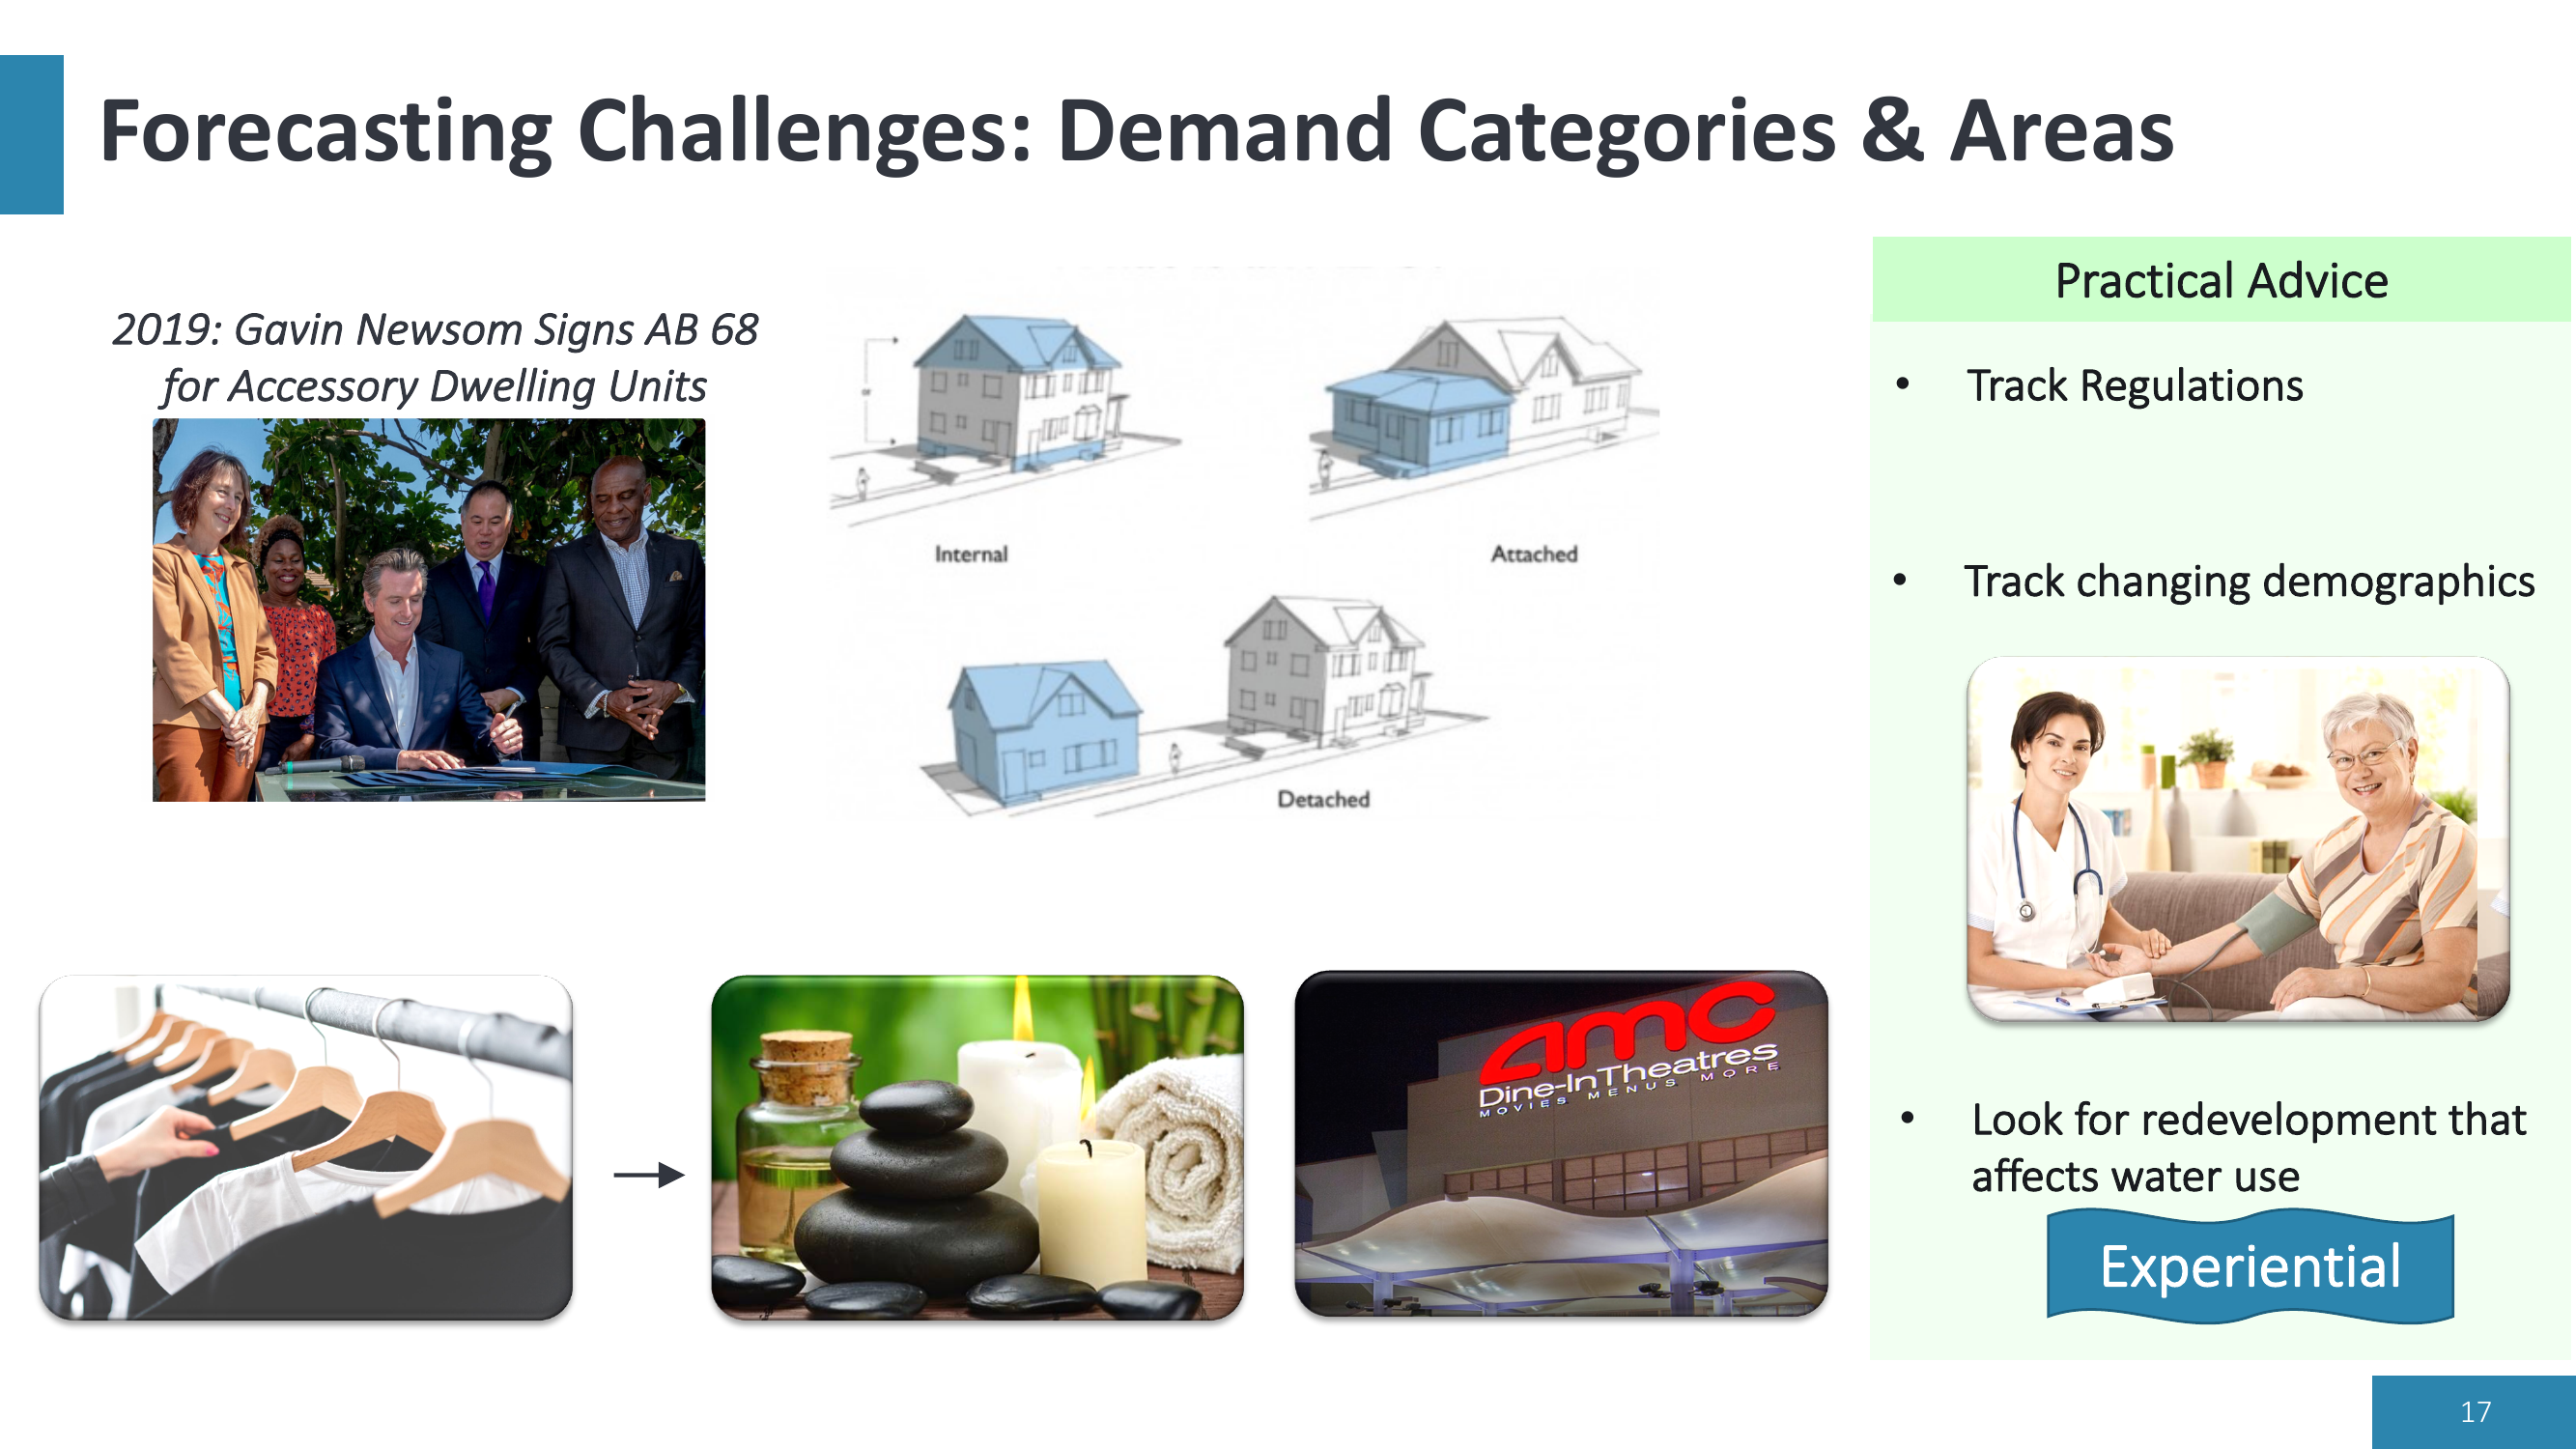 Forecasting Challenges: Demand Categories & Areas
2019: Gavin Newsom Signs AB 68
for Accessory Dwelling Units
Internal
Attached
Detached
amc
Dine-InTheatres
MOVIES MENUS MORE
Practical Advice
• Track Regulations
• Track changing demographics
• Look for redevelopment that
affects water use
Experiential
17